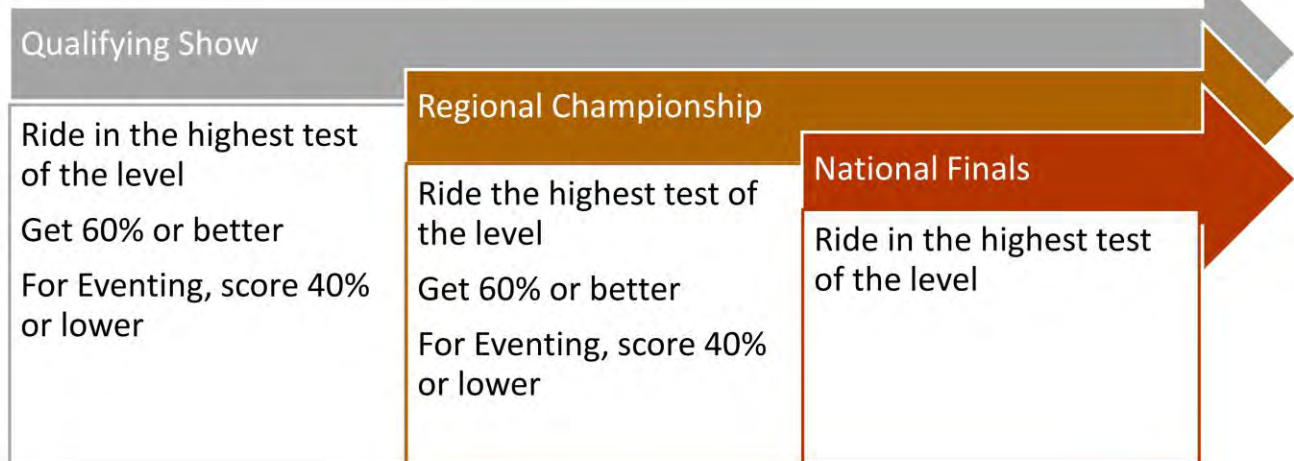 Qualifying Show
Ride in the highest test
of the level
Get 60% or better
For Eventing, score 40%
or lower
Regional Championship
Ride the highest test of
the level
Get 60% or better
For Eventing, score 40%
or lower
National Finals
Ride in the highest test
of the level